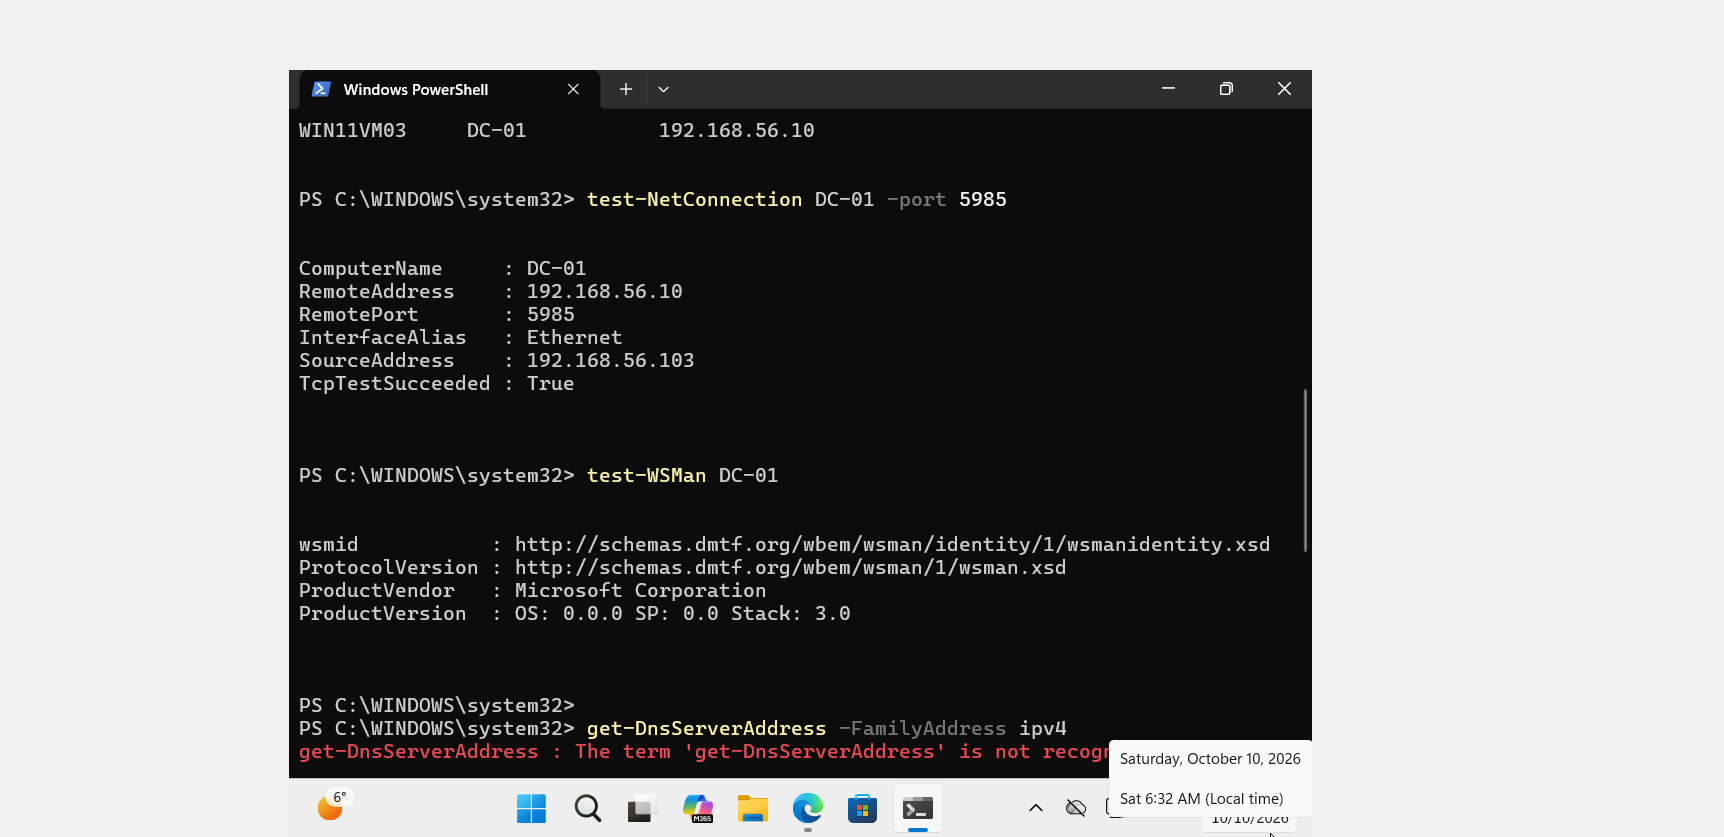 Windows PowerShell
WIN11VM03 DC-01 192.168.56.10
PS C:\WINDOWS\system32> test-NetConnection DC-01 -port 5985
ComputerName : DC-01
RemoteAddress : 192.168.56.10
RemotePort : 5985
InterfaceAlias : Ethernet
SourceAddress : 192.168.56.103
TcpTestSucceeded : True
PS C:\WINDOWS\system32> test-WSMan DC-01
wsmid : http://schemas.dmtf.org/wbem/wsman/identity/1/wsmanidentity.xsd
ProtocolVersion : http://schemas.dmtf.org/wbem/wsman/1/wsman.xsd
ProductVendor : Microsoft Corporation
ProductVersion : OS: 0.0.0 SP: 0.0 Stack: 3.0
PS C:\WINDOWS\system32>
PS C:\WINDOWS\system32> get-DnsServerAddress -FamilyAddress ipv4
get-DnsServerAddress : The term 'get-DnsServerAddress' is not
Saturday, October 10, 2026
Sat 6:32 AM (Local time)
6°
M365
10/10/2026